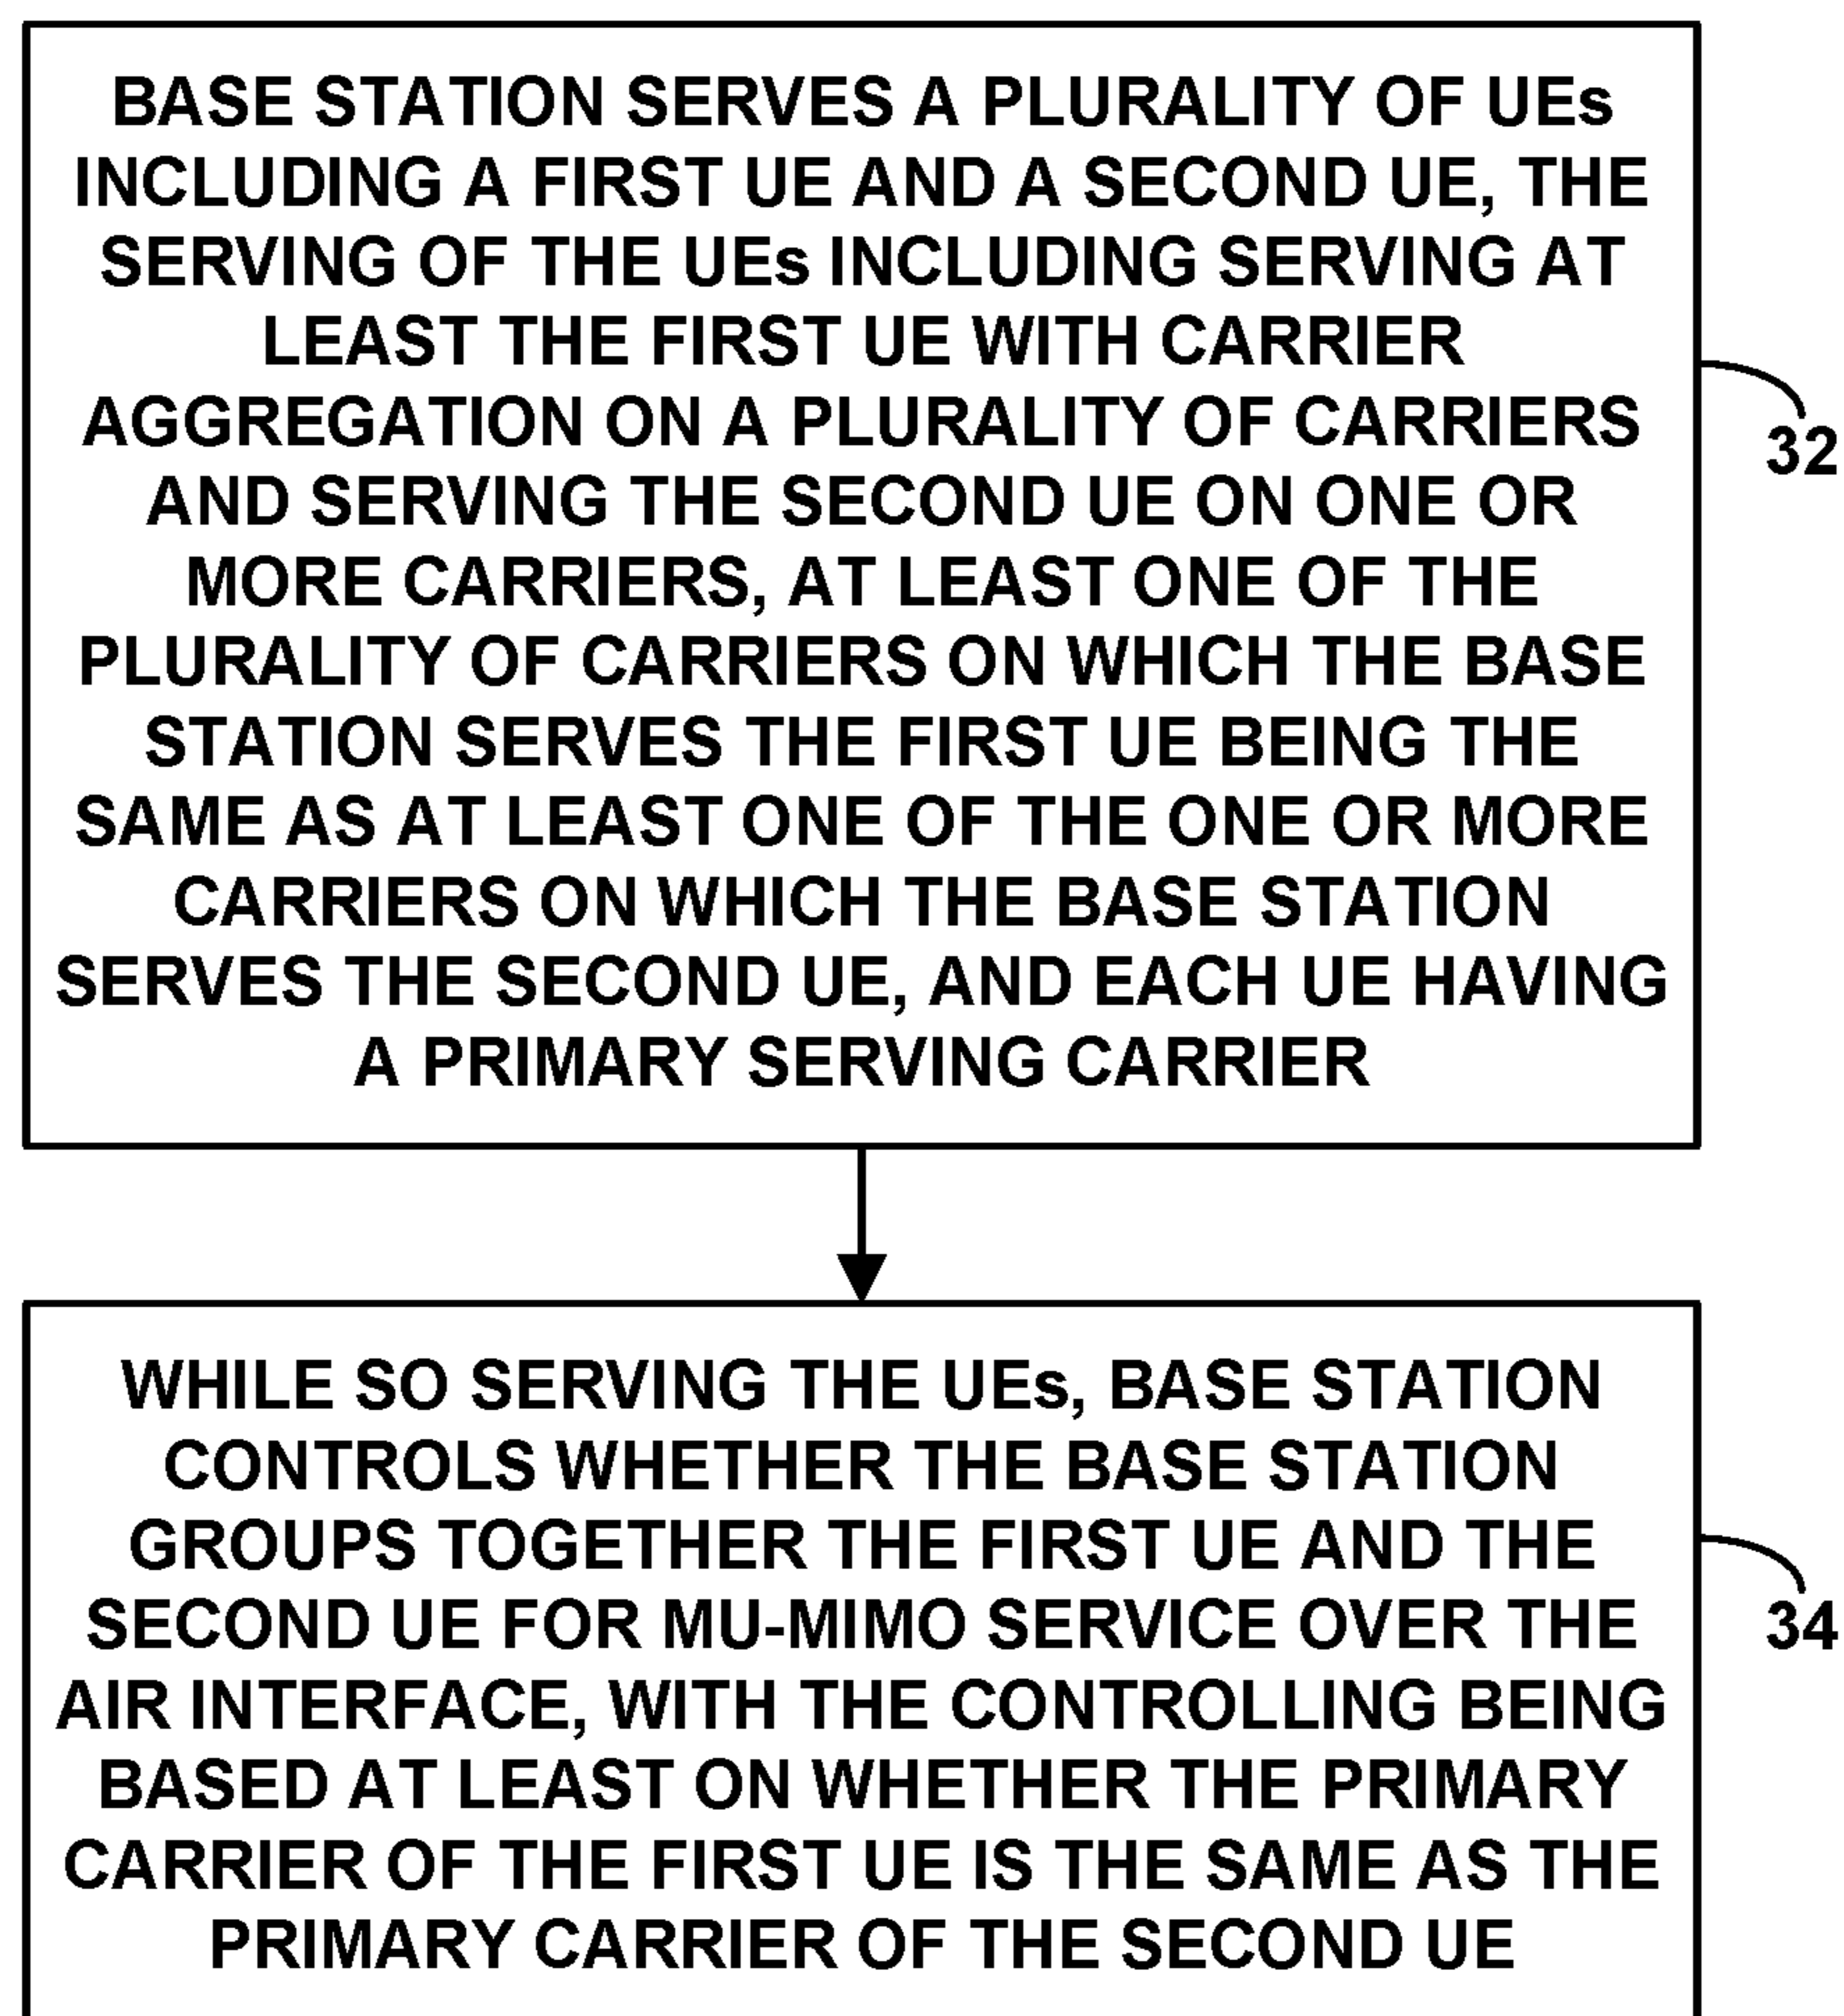 BASE STATION SERVES A PLURALITY OF UEs
INCLUDING A FIRST UE AND A SECOND UE, THE
SERVING OF THE UEs INCLUDING SERVING AT
LEAST THE FIRST UE WITH CARRIER
AGGREGATION ON A PLURALITY OF CARRIERS
AND SERVING THE SECOND UE ON ONE OR
MORE CARRIERS, AT LEAST ONE OF THE
PLURALITY OF CARRIERS ON WHICH THE BASE
STATION SERVES THE FIRST UE BEING THE
SAME AS AT LEAST ONE OF THE ONE OR MORE
CARRIERS ON WHICH THE BASE STATION
SERVES THE SECOND UE, AND EACH UE HAVING
A PRIMARY SERVING CARRIER
32
WHILE SO SERVING THE UEs, BASE STATION
CONTROLS WHETHER THE BASE STATION
GROUPS TOGETHER THE FIRST UE AND THE
SECOND UE FOR MU-MIMO SERVICE OVER THE
AIR INTERFACE, WITH THE CONTROLLING BEING
BASED AT LEAST ON WHETHER THE PRIMARY
CARRIER OF THE FIRST UE IS THE SAME AS THE
PRIMARY CARRIER OF THE SECOND UE
34